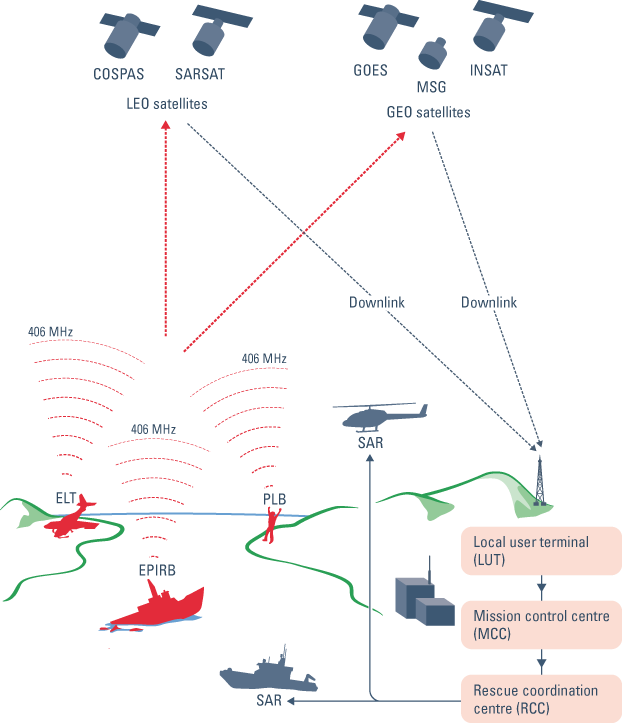 COSPAS
SARSAT
LEO satellites
GOES
MSG
INSAT
GEO satellites
Downlink
Downlink
406 MHz
406 MHz
406 MHz
SAR
ELT
PLB
EPIRB
Local user terminal
(LUT)
Mission control centre
(MCC)
Rescue coordination
centre (RCC)
SAR